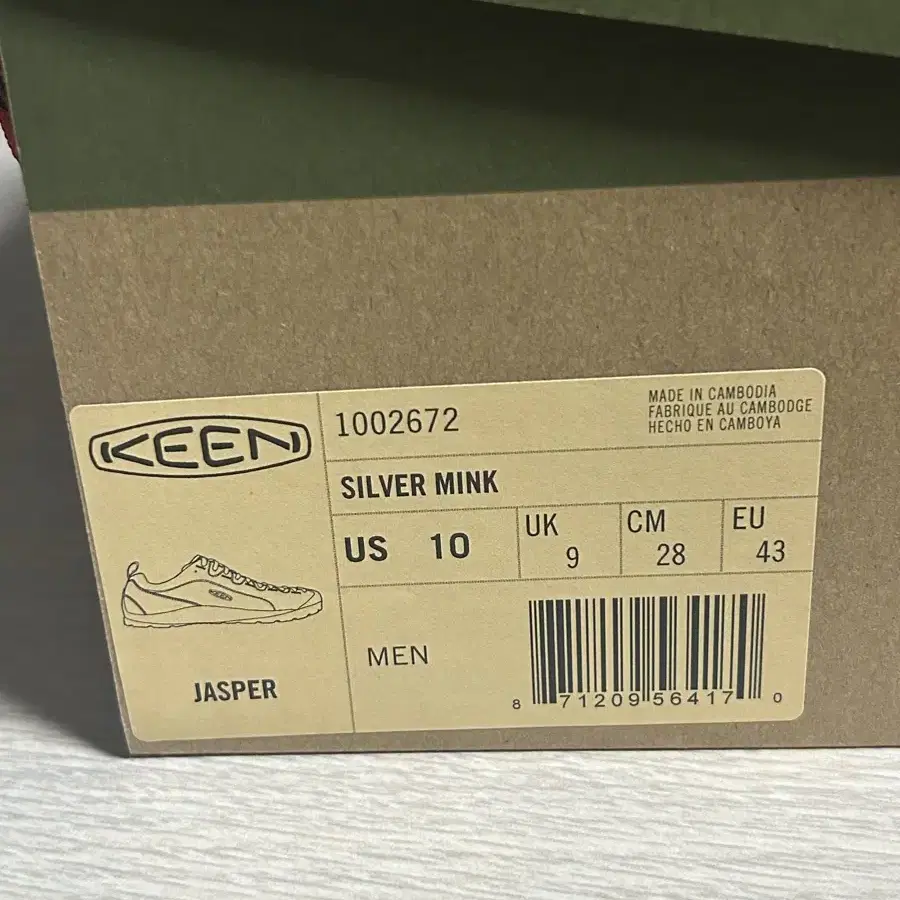 KEEN
1002672
MADE IN CAMBODIA
FABRIQUE AU CAMBODGE
HECHO EN CAMBOYA
SILVER MINK
US 10
UK 9
CM 28
EU 43
KEEN
JASPER
MEN
8 71209 56417 0